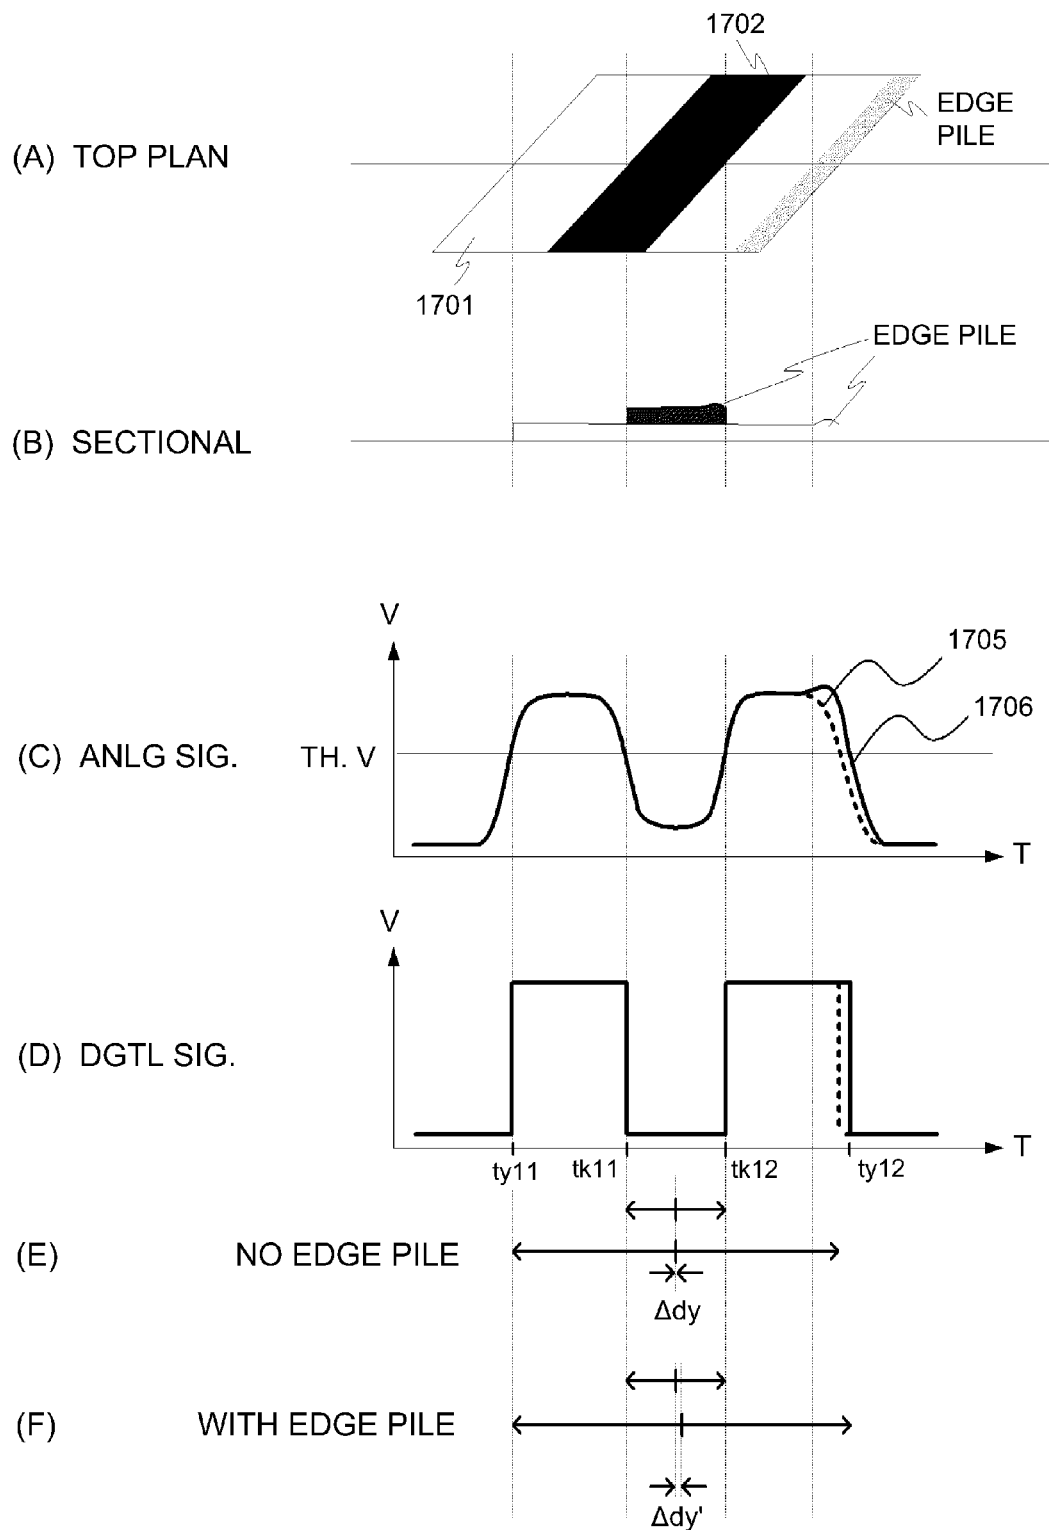 1702
EDGE
PILE
(A) TOP PLAN
1701
EDGE PILE
(B) SECTIONAL
V
1705
1706
(C) ANLG SIG.
TH. V
T
V
(D) DGTL SIG.
T
ty11
tk11
tk12
ty12
(E) NO EDGE PILE
Δdy
(F) WITH EDGE PILE
Δdy'